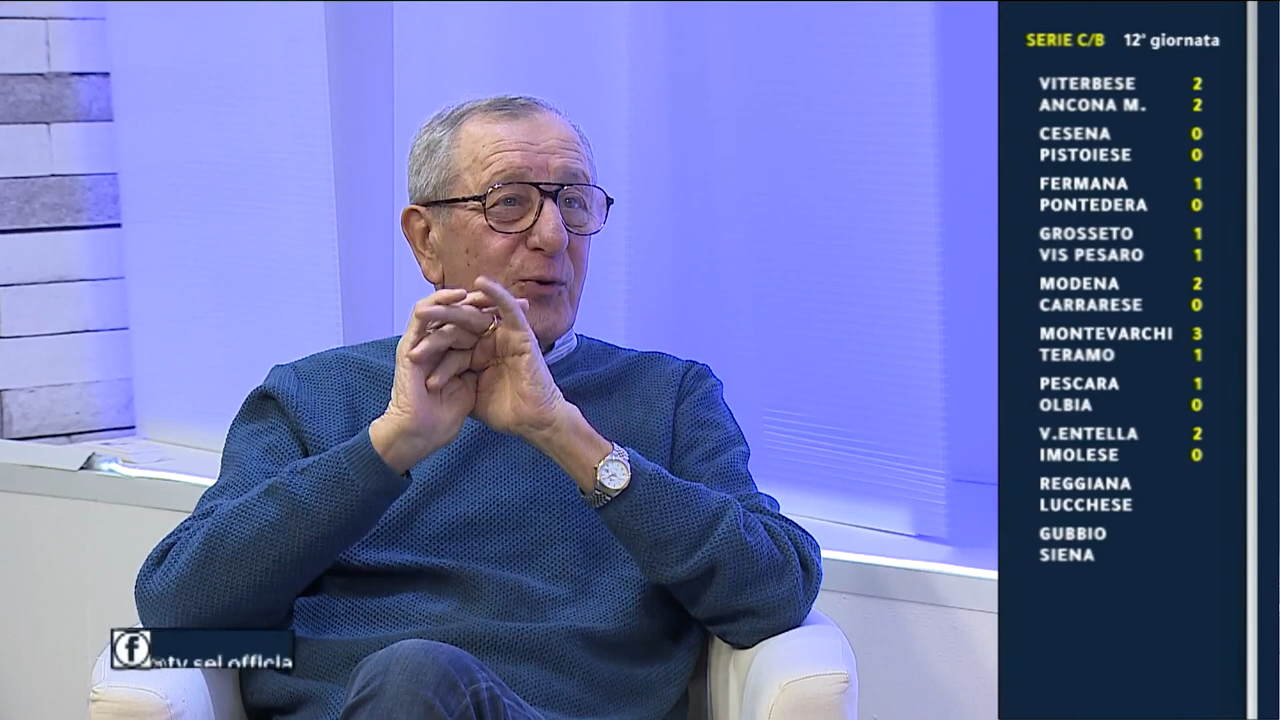 SERIE C/B 12ª giornata
VITERBESE 2
ANCONA M. 2
CESENA 0
PISTOIESE 0
FERMANA 1
PONTEDERA 0
GROSSETO 1
VIS PESARO 1
MODENA 2
CARRARESE 0
MONTEVARCHI 3
TERAMO 1
PESCARA 1
OLBIA 0
V.ENTELLA 2
IMOLESE 0
REGGIANA
LUCCHESE
GUBBIO
SIENA
f
sei officia